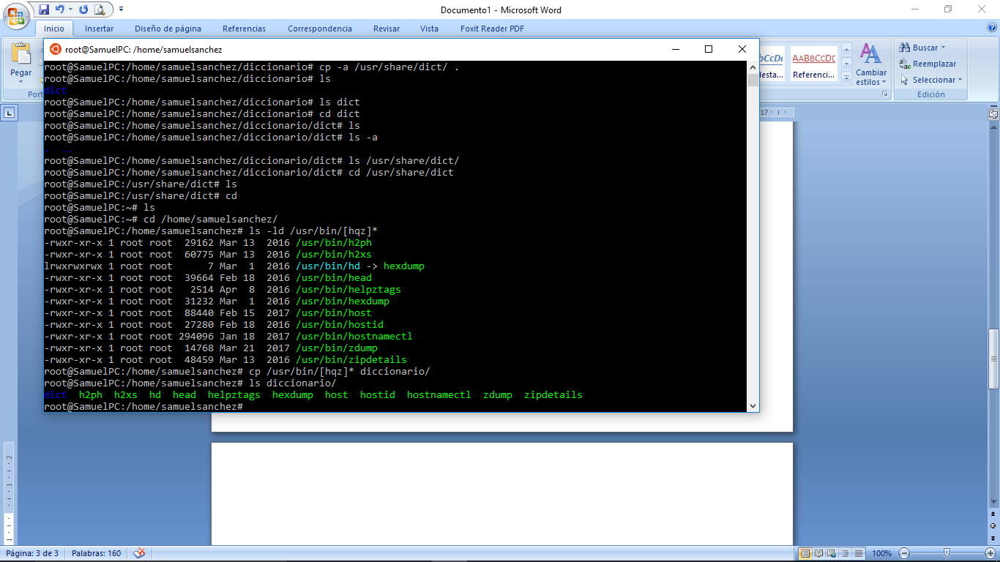 Documento1 - Microsoft Word
Inicio Insertar Diseño de página Referencias Correspondencia Revisar Vista Foxit Reader PDF
root@SamuelPC: /home/samuelsanchez
Pegar
Port
AaBbCcDc
Referenci...
Cambiar estilos
Buscar
Reemplazar
Seleccionar
Edición
17
root@SamuelPC:/home/samuelsanchez/diccionario# cp -a /usr/share/dict/ .
root@SamuelPC:/home/samuelsanchez/diccionario# ls
dict
root@SamuelPC:/home/samuelsanchez/diccionario# ls dict
root@SamuelPC:/home/samuelsanchez/diccionario# cd dict
root@SamuelPC:/home/samuelsanchez/diccionario/dict# ls
root@SamuelPC:/home/samuelsanchez/diccionario/dict# ls -a
. ..
root@SamuelPC:/home/samuelsanchez/diccionario/dict# ls /usr/share/dict/
root@SamuelPC:/home/samuelsanchez/diccionario/dict# cd /usr/share/dict
root@SamuelPC:/usr/share/dict# ls
root@SamuelPC:/usr/share/dict# cd
root@SamuelPC:~# ls
root@SamuelPC:~# cd /home/samuelsanchez/
root@SamuelPC:/home/samuelsanchez# ls -ld /usr/bin/[hqz]*
-rwxr-xr-x 1 root root 29162 Mar 13 2016 /usr/bin/h2ph
-rwxr-xr-x 1 root root 60775 Mar 13 2016 /usr/bin/h2xs
lrwxrwxrwx 1 root root 7 Mar 1 2016 /usr/bin/hd -> hexdump
-rwxr-xr-x 1 root root 39664 Feb 18 2016 /usr/bin/head
-rwxr-xr-x 1 root root 2514 Apr 8 2016 /usr/bin/helpztags
-rwxr-xr-x 1 root root 31232 Mar 1 2016 /usr/bin/hexdump
-rwxr-xr-x 1 root root 88440 Feb 15 2017 /usr/bin/host
-rwxr-xr-x 1 root root 27280 Feb 18 2016 /usr/bin/hostid
-rwxr-xr-x 1 root root 294096 Jan 18 2017 /usr/bin/hostnamectl
-rwxr-xr-x 1 root root 14768 Mar 21 2017 /usr/bin/zdump
-rwxr-xr-x 1 root root 48459 Mar 13 2016 /usr/bin/zipdetails
root@SamuelPC:/home/samuelsanchez# cp /usr/bin/[hqz]* diccionario/
root@SamuelPC:/home/samuelsanchez# ls diccionario/
dict h2ph h2xs hd head helpztags hexdump host hostid hostnamectl zdump zipdetails
root@SamuelPC:/home/samuelsanchez#
Página: 3 de 3 Palabras: 160 100%